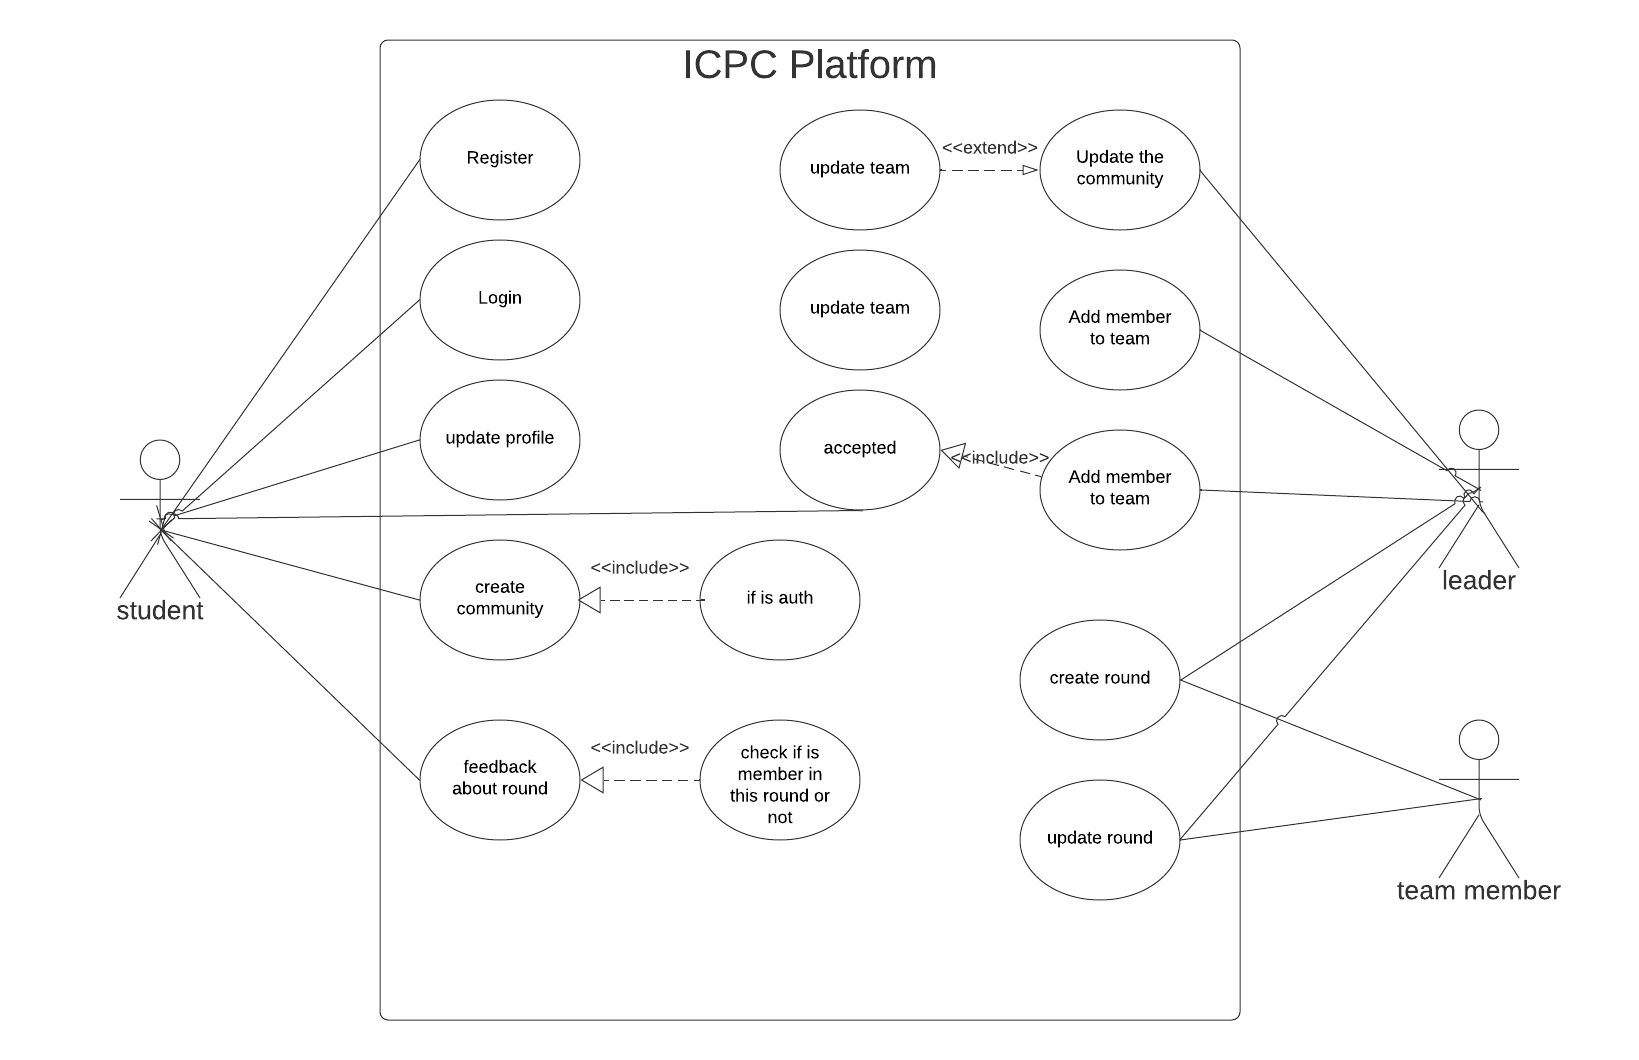 ICPC Platform
Register
Login
update profile
create
community
<<include>>
if is auth
feedback
about round
<<include>>
check if is
member in
this round or
not
update team
<<extend>>
Update the
community
update team
Add member
to team
accepted
<<include>>
Add member
to team
create round
update round
student
leader
team member